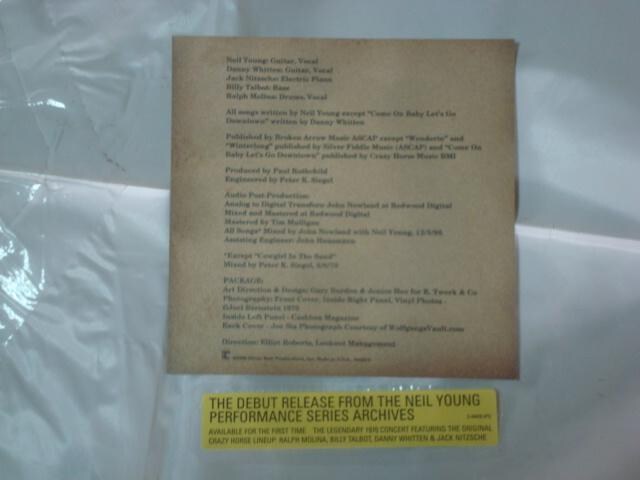 Neil Young: Guitar, Vocal
Danny Whitten: Guitar, Vocal
Jack Nitzsche: Electric Piano
Billy Talbot: Bass
Ralph Molina: Drums, Vocal
All songs written by Neil Young except "Come On Baby Let's Go
Downtown" written by Danny Whitten
Published by Broken Arrow Music ASCAP except "Wonderin" and
"Winterlong" published by Silver Fiddle Music (ASCAP) and "Come On
Baby Let's Go Downtown" published by Crazy Horse Music BMI
Produced by Paul Rothchild
Engineered by Peter K. Siegel
Audio Post-Production:
Analog to Digital Transfers John Nowland at Redwood Digital
Mixed and Mastered at Redwood Digital
Mastered by Tim Mulligan
All Songs* Mixed by John Nowland with Neil Young,
Assisting Engineer: John Hausmann
*Except "Cowgirl In The Sand"
Mixed by Peter K. Siegel,
PACKAGE:
Art Direction & Design: Gary Burden & Jenice Heo for R. Twerk & Co
Photography: Front Cover, Inside Right Panel, Vinyl Photos -
©Joel Bernstein 1970
Inside Left Panel - Cashbox Magazine
Back Cover - Joe Sia Photograph Courtesy of WolfgangsVault.com
Direction: Elliot Roberts, Lookout Management
THE DEBUT RELEASE FROM THE NEIL YOUNG
PERFORMANCE SERIES ARCHIVES
AVAILABLE FOR THE FIRST TIME THE LEGENDARY 1970 CONCERT FEATURING THE ORIGINAL
CRAZY HORSE LINEUP: RALPH MOLINA, BILLY TALBOT, DANNY WHITTEN & JACK NITZSCHE